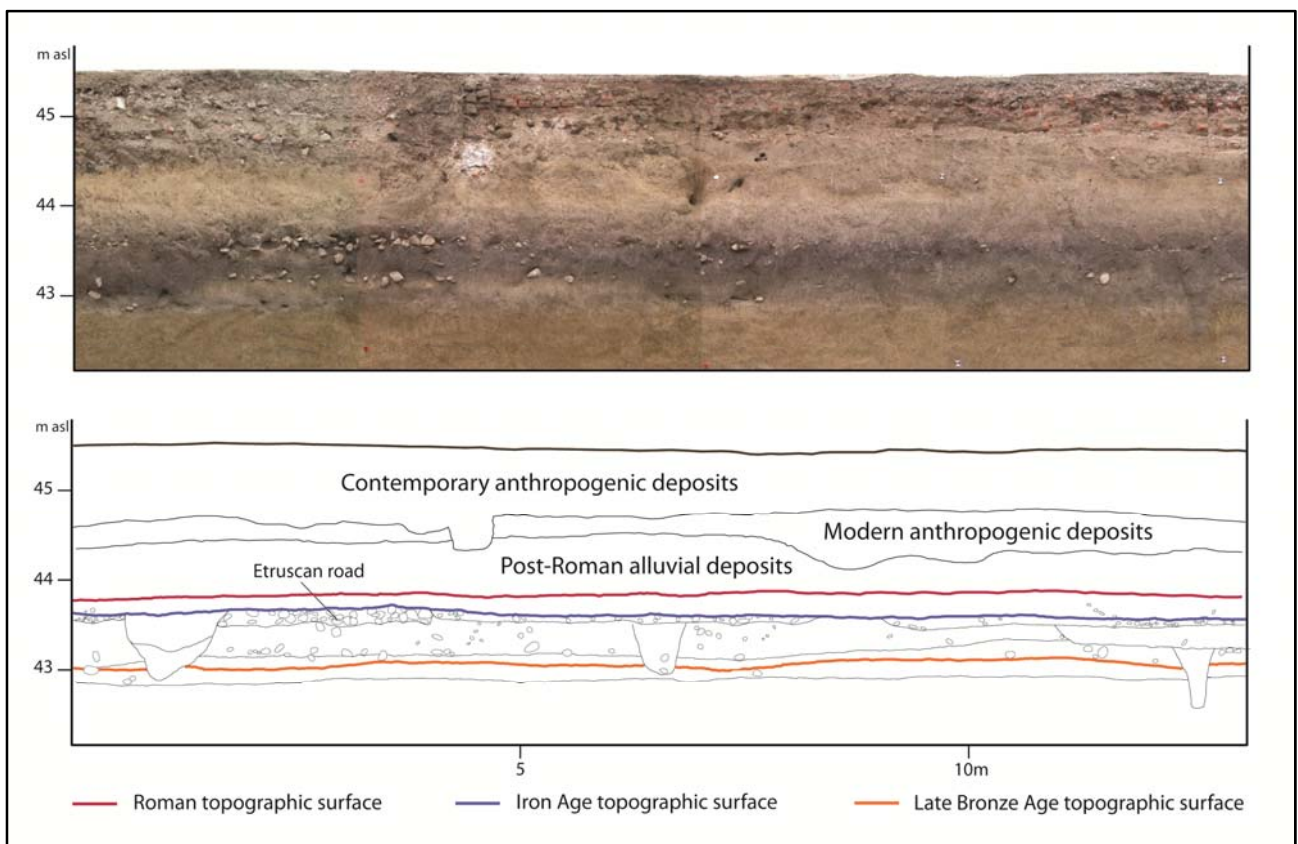 m asl
45
44
43
m asl
45
Contemporary anthropogenic deposits
Modern anthropogenic deposits
44
Post-Roman alluvial deposits
Etruscan road
43
5
10m
Roman topographic surface
Iron Age topographic surface
Late Bronze Age topographic surface